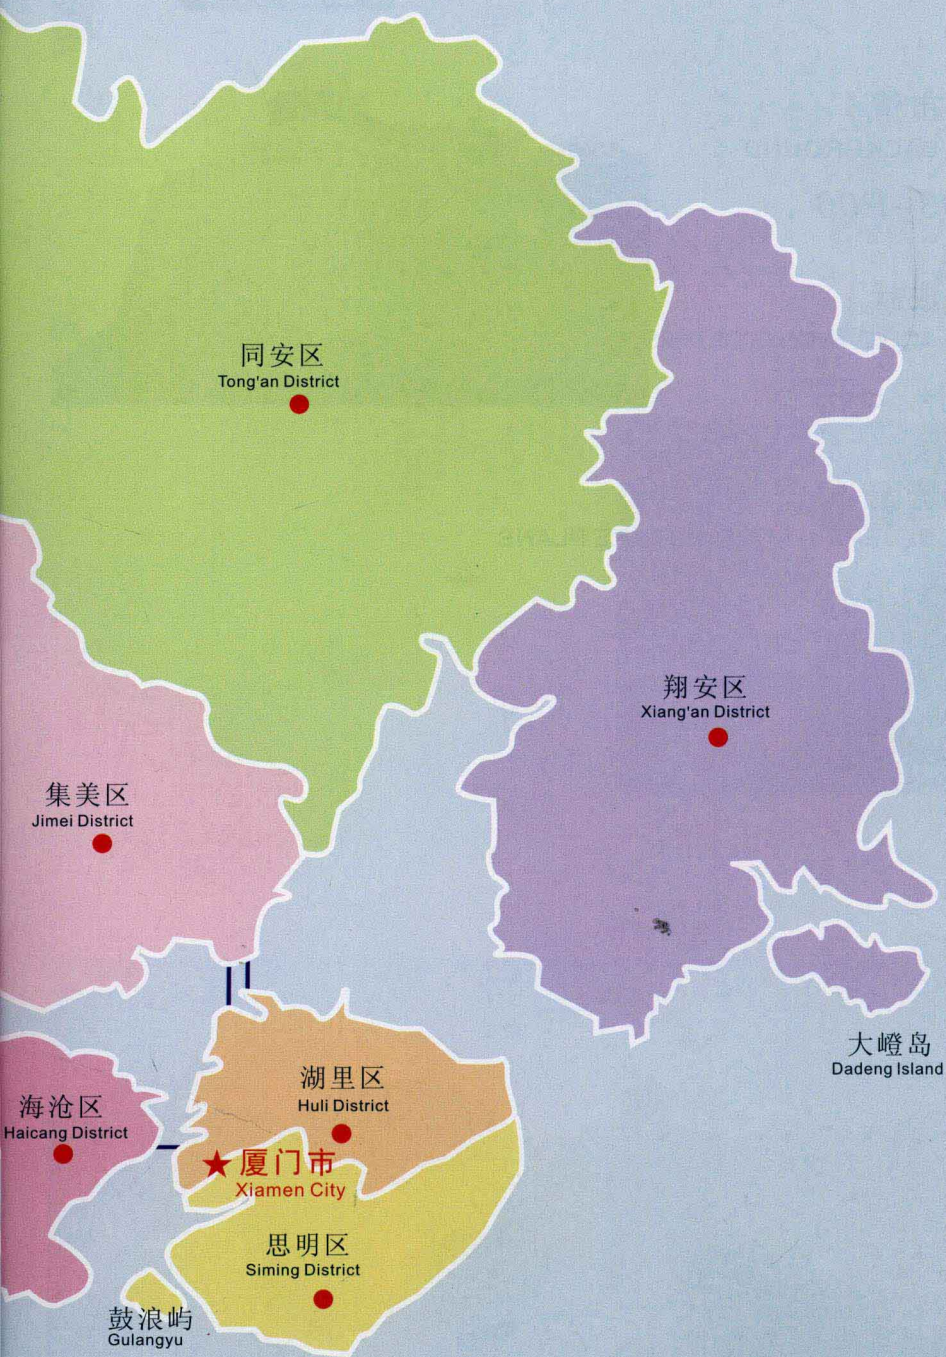 同安区
Tong'an District
翔安区
Xiang'an District
集美区
Jimei District
大嶝岛
Dadeng Island
湖里区
Huli District
海沧区
Haicang District
厦门市
Xiamen City
思明区
Siming District
鼓浪屿
Gulangyu